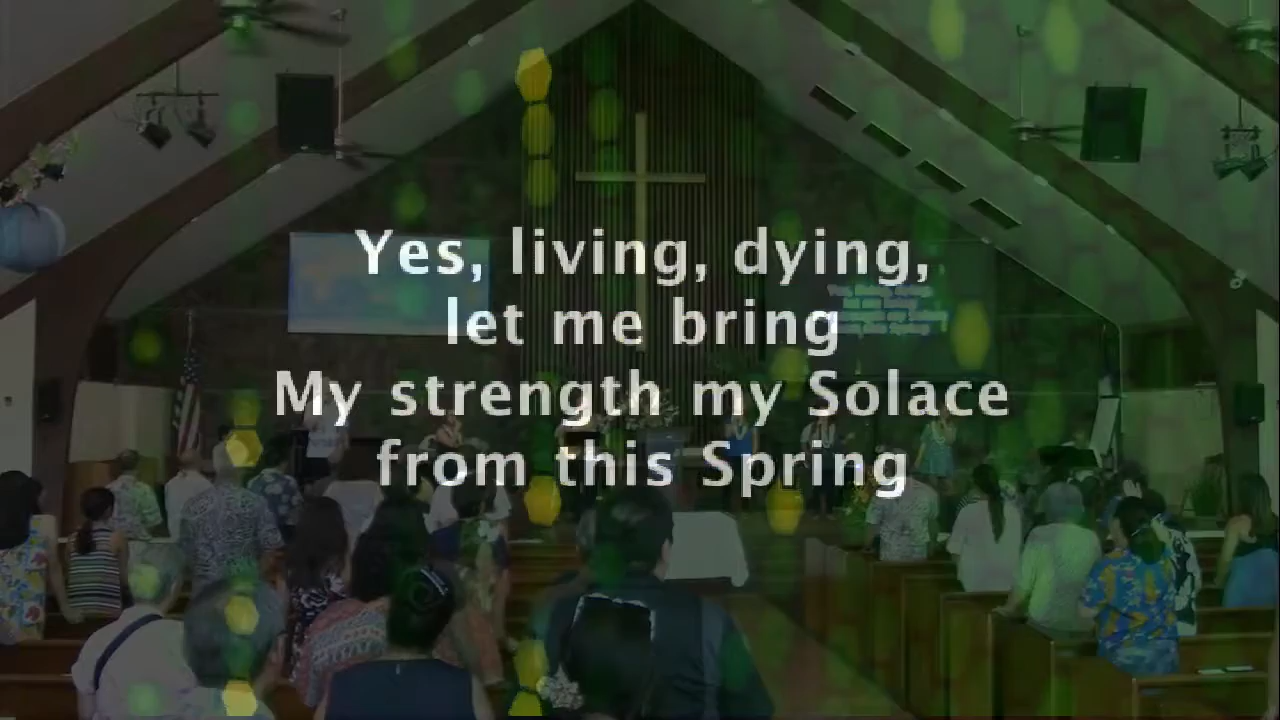 Yes, living, dying,
let me bring
My strength my Solace
from this Spring